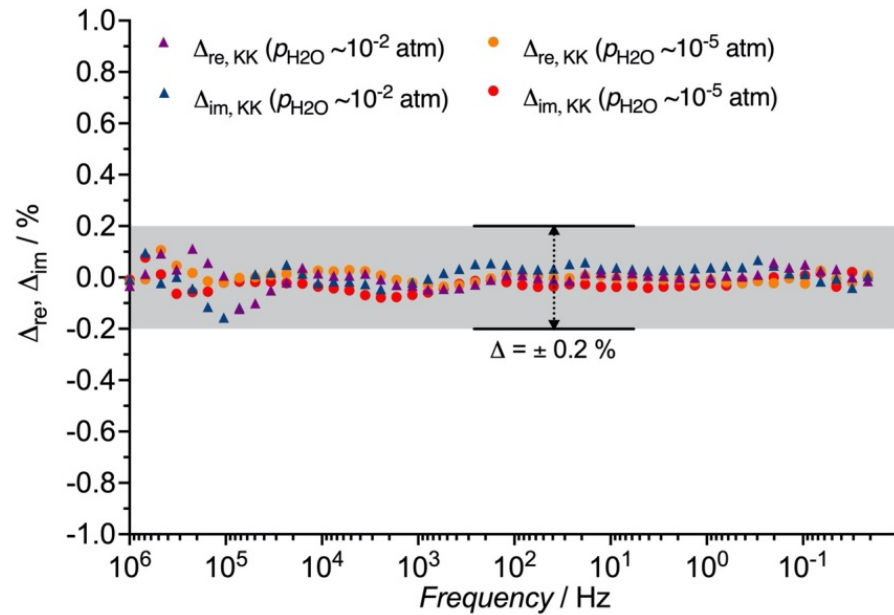 1.0
0.8
0.6
0.4
0.2
0.0
-0.2
-0.4
-0.6
-0.8
-1.0
Δre, Δim / %
Δre, KK (pH2O ~10⁻² atm)
Δre, KK (pH2O ~10⁻⁵ atm)
Δim, KK (pH2O ~10⁻² atm)
Δim, KK (pH2O ~10⁻⁵ atm)
Δ = ± 0.2 %
10⁶ 10⁵ 10⁴ 10³ 10² 10¹ 10⁰ 10⁻¹
Frequency / Hz